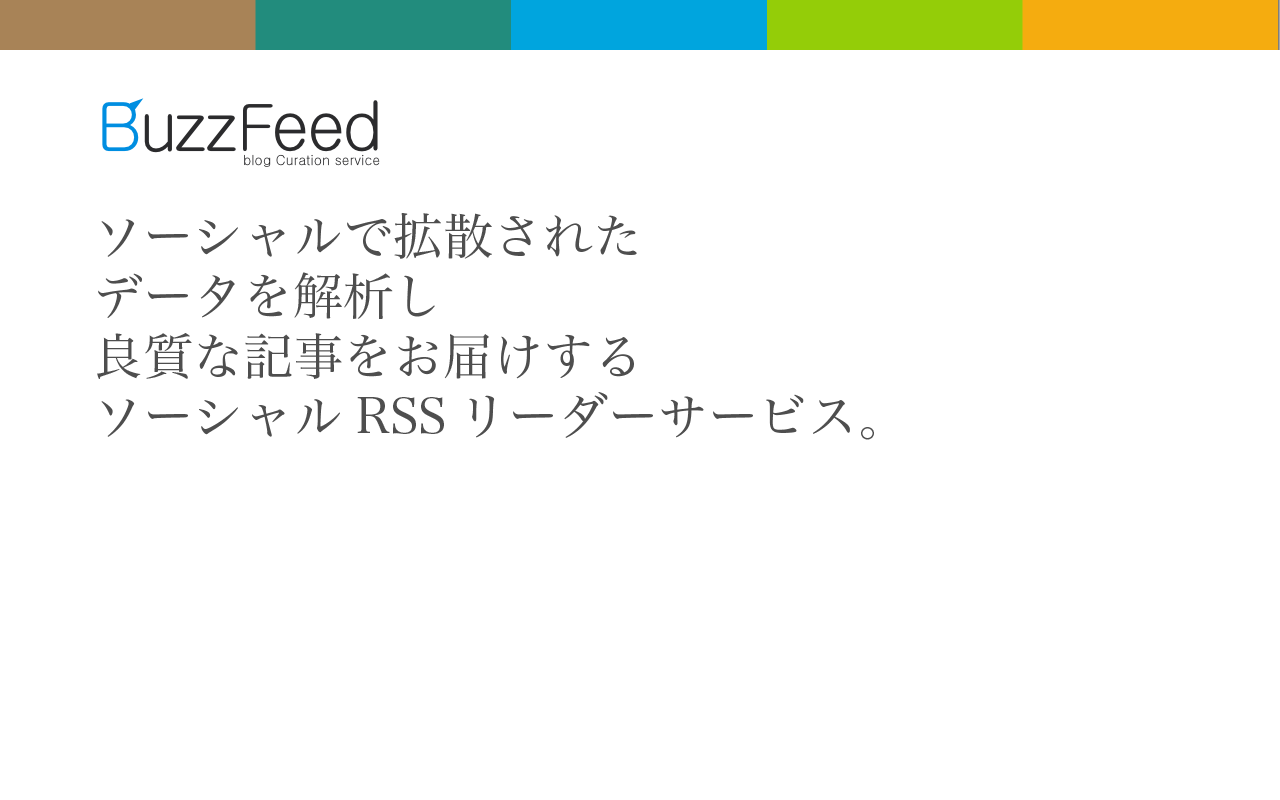 BuzzFeed
blog Curation service
ソーシャルで拡散された
データを解析し
良質な記事をお届けする
ソーシャル RSS リーダーサービス。